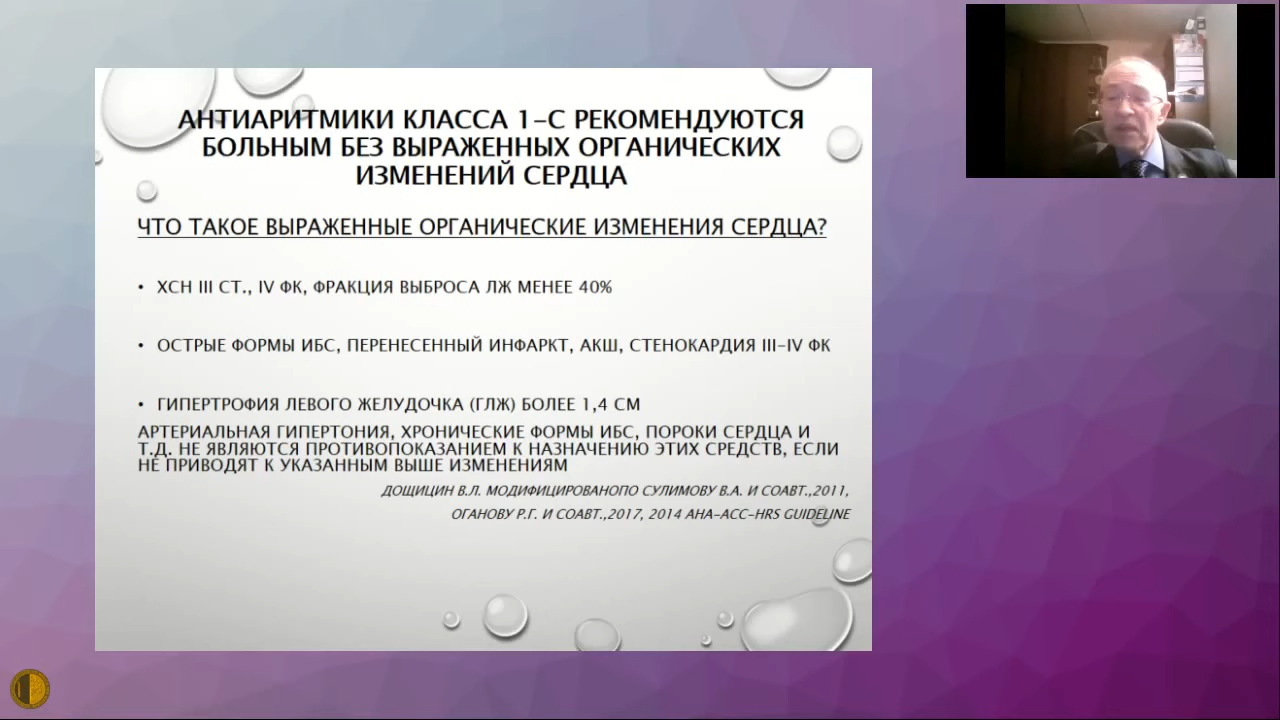 АНТИАРИТМИКИ КЛАССА 1-С РЕКОМЕНДУЮТСЯ
БОЛЬНЫМ БЕЗ ВЫРАЖЕННЫХ ОРГАНИЧЕСКИХ
ИЗМЕНЕНИЙ СЕРДЦА
ЧТО ТАКОЕ ВЫРАЖЕННЫЕ ОРГАНИЧЕСКИЕ ИЗМЕНЕНИЯ СЕРДЦА?
• ХСН III СТ., IV ФК, ФРАКЦИЯ ВЫБРОСА ЛЖ МЕНЕЕ 40%
• ОСТРЫЕ ФОРМЫ ИБС, ПЕРЕНЕСЕННЫЙ ИНФАРКТ, АКШ, СТЕНОКАРДИЯ III-IV ФК
• ГИПЕРТРОФИЯ ЛЕВОГО ЖЕЛУДОЧКА (ГЛЖ) БОЛЕЕ 1,4 СМ
АРТЕРИАЛЬНАЯ ГИПЕРТОНИЯ, ХРОНИЧЕСКИЕ ФОРМЫ ИБС, ПОРОКИ СЕРДЦА И
Т.Д. НЕ ЯВЛЯЮТСЯ ПРОТИВОПОКАЗАНИЕМ К НАЗНАЧЕНИЮ ЭТИХ СРЕДСТВ, ЕСЛИ
НЕ ПРИВОДЯТ К УКАЗАННЫМ ВЫШЕ ИЗМЕНЕНИЯМ
ДОЩИЦИН В.Л. МОДИФИЦИРОВАНОПО СУЛИМОВУ В.А. И СОАВТ.,2011,
ОГАНОВУ Р.Г. И СОАВТ.,2017, 2014 AHA-ACC-HRS GUIDELINE